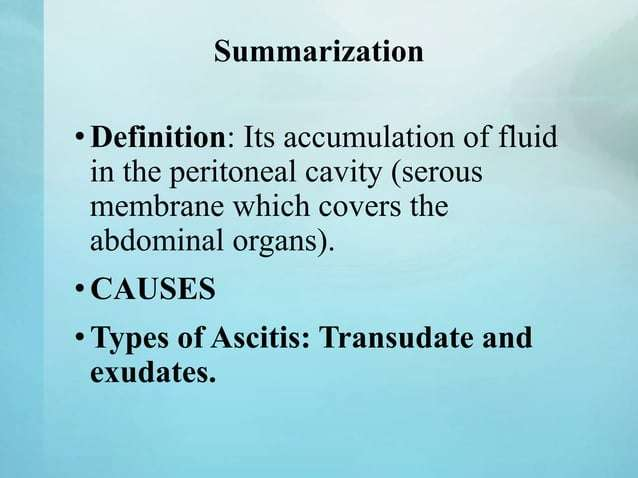 Summarization
• Definition: Its accumulation of fluid
in the peritoneal cavity (serous
membrane which covers the
abdominal organs).
• CAUSES
• Types of Ascitis: Transudate and
exudates.